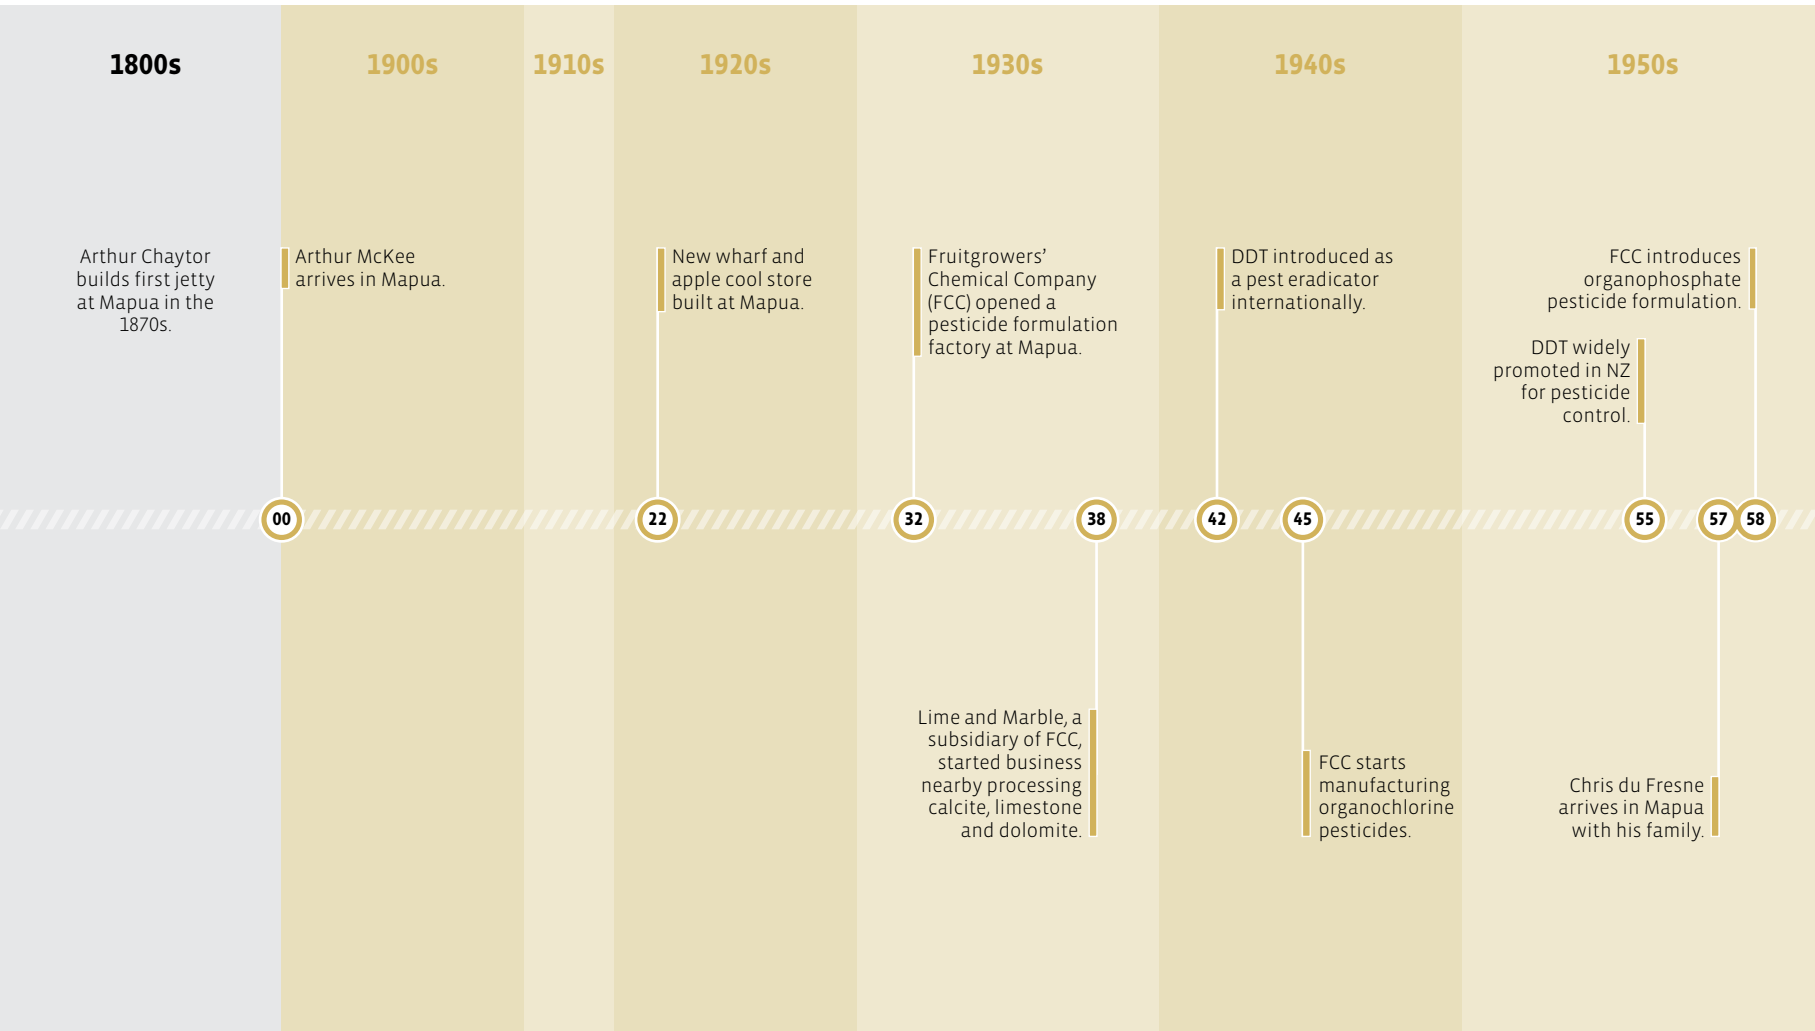 1800s
1900s
1910s
1920s
1930s
1940s
1950s
Arthur Chaytor
builds first jetty
at Mapua in the
1870s.
Arthur McKee
arrives in Mapua.
New wharf and
apple cool store
built at Mapua.
Fruitgrowers’
Chemical Company
(FCC) opened a
pesticide formulation
factory at Mapua.
DDT introduced as
a pest eradicator
internationally.
FCC introduces
organophosphate
pesticide formulation.
DDT widely
promoted in NZ
for pesticide
control.
00
22
32
38
42
45
55
57
58
Lime and Marble, a
subsidiary of FCC,
started business
nearby processing
calcite, limestone
and dolomite.
FCC starts
manufacturing
organochlorine
pesticides.
Chris du Fresne
arrives in Mapua
with his family.